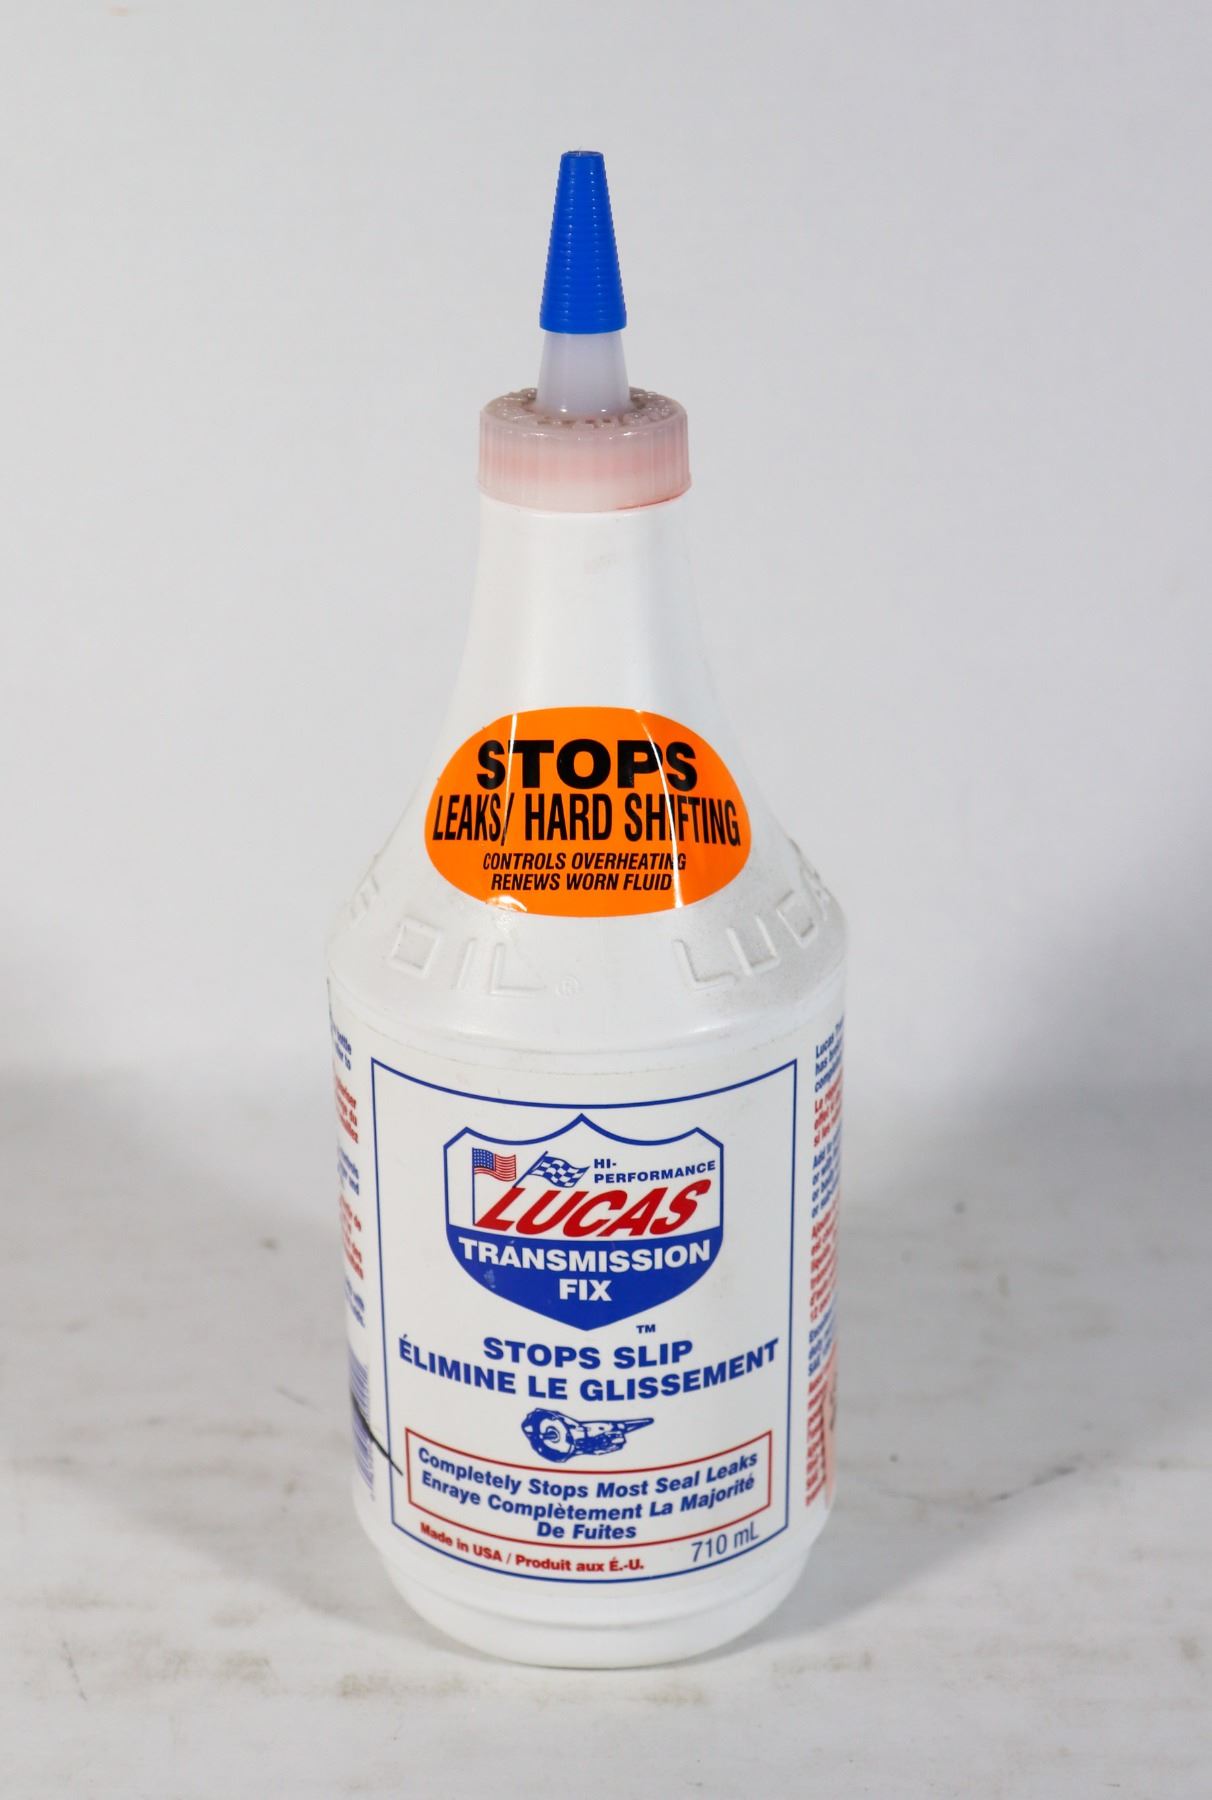 STOPS
LEAKS/ HARD SHIFTING
CONTROLS OVERHEATING
RENEWS WORN FLUID
OIL®
LUCAS
HI-
PERFORMANCE
LUCAS
TRANSMISSION
FIX
™
STOPS SLIP
ÉLIMINE LE GLISSEMENT
Completely Stops Most Seal Leaks
Enraye Complètement La Majorité
De Fuites
Made in USA / Produit aux É.-U.
710 mL